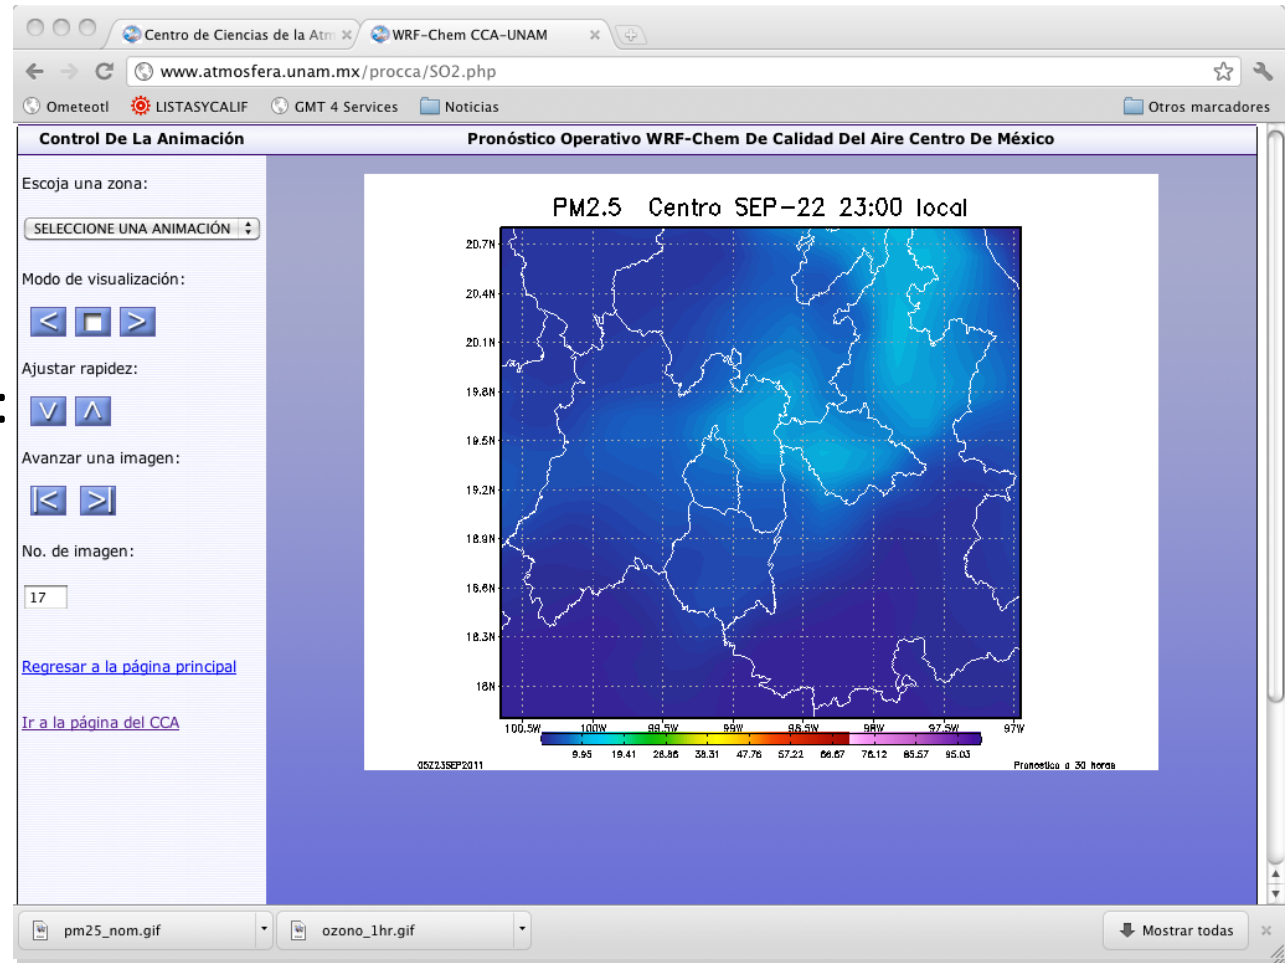 Centro de Ciencias de la Atm
WRF-Chem CCA-UNAM
www.atmosfera.unam.mx/procca/SO2.php
Ometeotl LISTASYCALIF GMT 4 Services Noticias Otros marcadores
Control De La Animación
Pronóstico Operativo WRF-Chem De Calidad Del Aire Centro De México
Escoja una zona:
SELECCIONE UNA ANIMACIÓN
Modo de visualización:
< >
Ajustar rapidez:
V Λ
Avanzar una imagen:
|< >|
No. de imagen:
17
Regresar a la página principal
Ir a la página del CCA
PM2.5 Centro SEP-22 23:00 local
20.7N
20.4N
20.1N
19.8N
19.5N
19.2N
18.9N
18.6N
18.3N
18N
100.5W 100W 99.5W 99W 98.5W 98W 97.5W 97W
9.95 19.41 28.86 38.31 47.76 57.22 66.67 76.12 85.57 95.03
05Z23SEP2011
Pronostico a 30 horas
pm25_nom.gif
ozono_1hr.gif
Mostrar todas